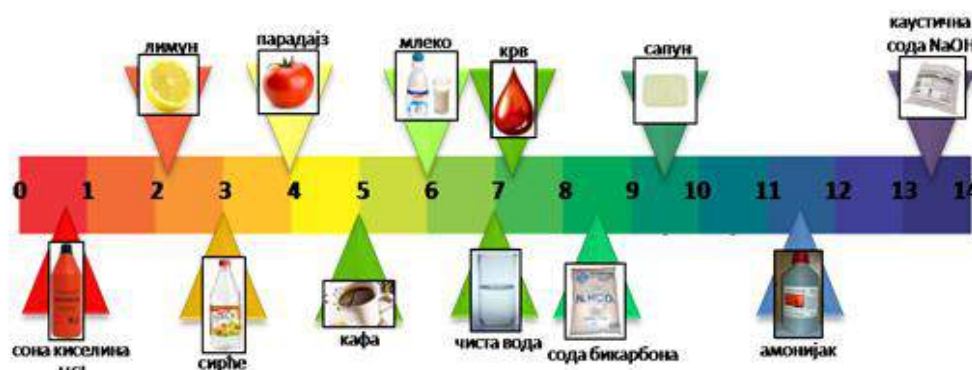 лимун
парадајз
млеко
крв
сапун
каустична
сода NaOH
0 1 2 3 4 5 6 7 8 9 10 11 12 13 14
сона киселина
сирће
кафа
чиста вода
сода бикарбона
амонијак